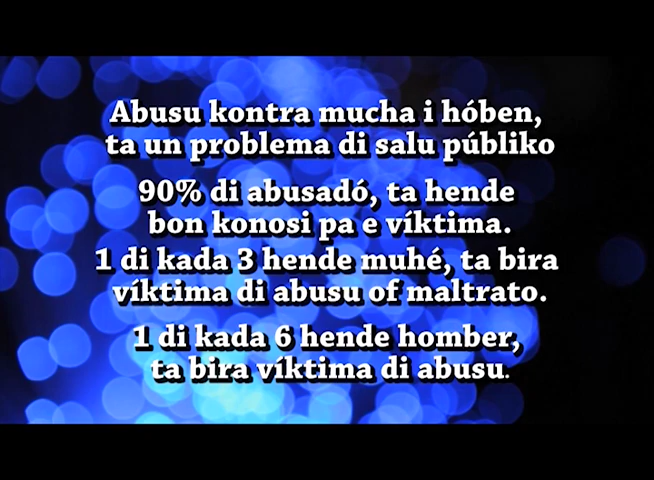 Abusu kontra mucha i hóben,
ta un problema di salu públiko
90% di abusadó, ta hende
bon konosi pa e víktima.
1 di kada 3 hende muhé, ta bira
víktima di abusu of maltrato.
1 di kada 6 hende homber,
ta bira víktima di abusu.